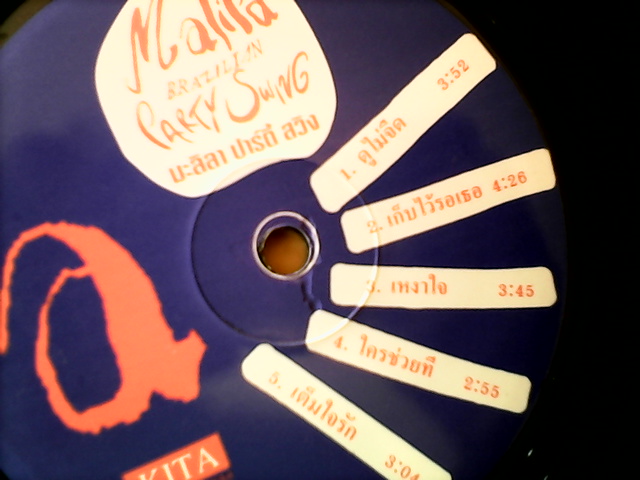 Malila
BRAZILIAN
PARTY SWING
มะลิลา ปาร์ตี้ สวิง
1. ดูไม่จืด 3:52
2. เก็บไว้รอเธอ 4:26
3. เหงาใจ 3:45
4. ใครช่วยที 2:55
5. เต็มใจรัก 3:04
KITA